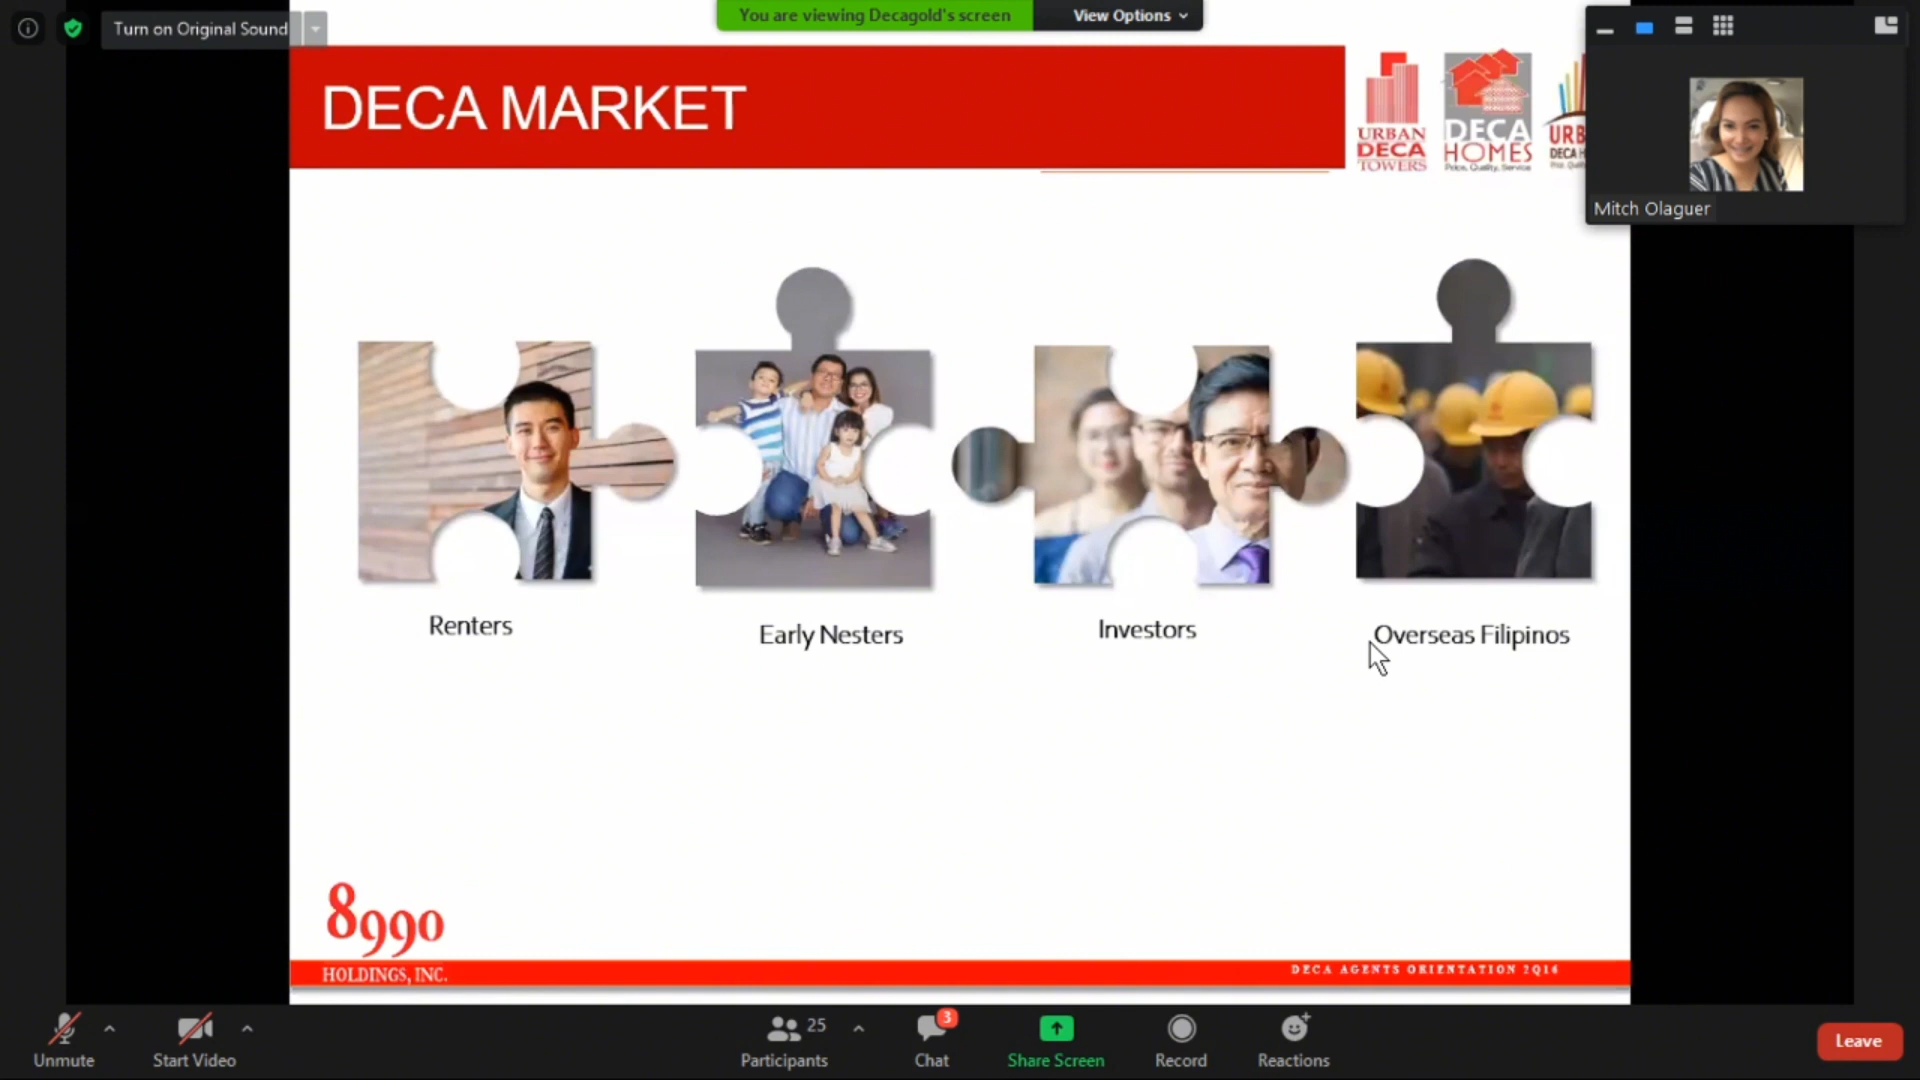 Turn on Original Sound
You are viewing Decagold's screen
View Options
DECA MARKET
URBAN
DECA
TOWERS
DECA
HOMES
Price, Quality, Service
URB
DECA H
Mitch Olaguer
Renters
Early Nesters
Investors
Overseas Filipinos
8990
HOLDINGS, INC.
DECA AGENTS ORIENTATION 2Q16
Unmute
Start Video
25
Participants
3
Chat
Share Screen
Record
Reactions
Leave